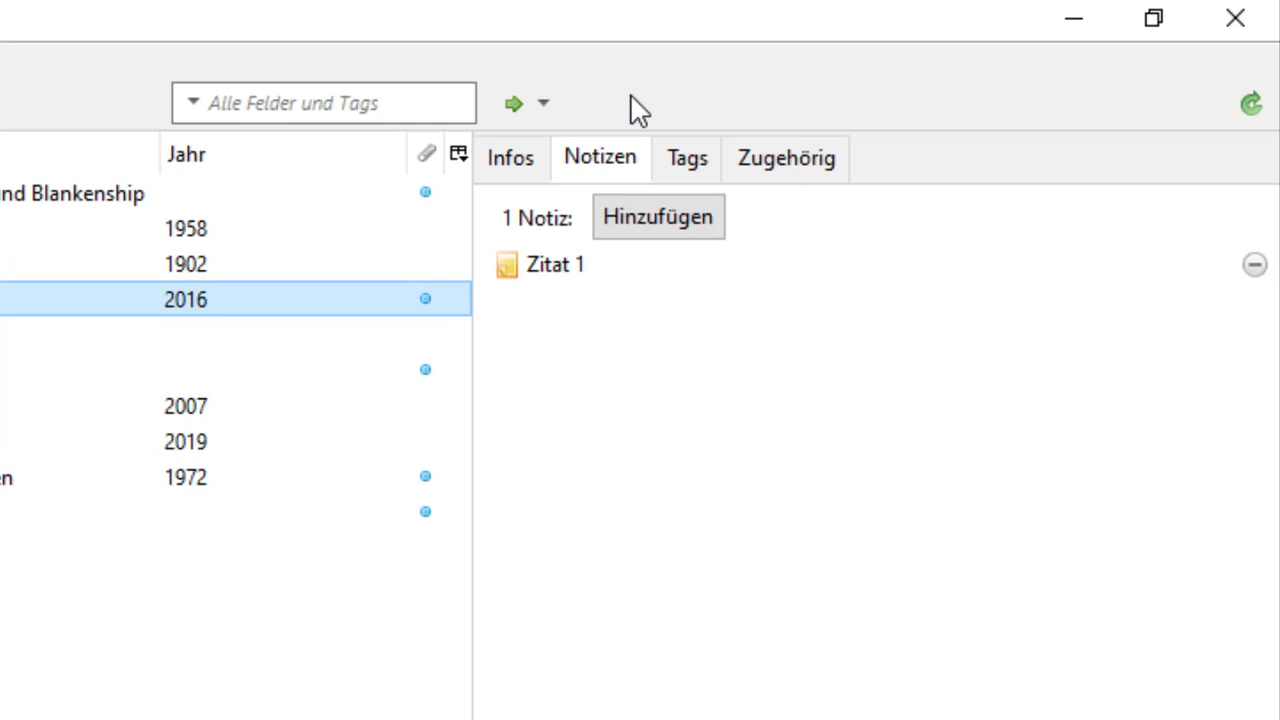 Alle Felder und Tags
Jahr
nd Blankenship
1958
1902
2016
2007
2019
en 1972
Infos Notizen Tags Zugehörig
1 Notiz: Hinzufügen
Zitat 1